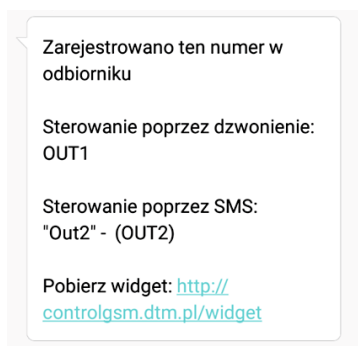 Zarejestrowano ten numer w
odbiorniku
Sterowanie poprzez dzwonienie:
OUT1
Sterowanie poprzez SMS:
"Out2" - (OUT2)
Pobierz widget: http://
controlgsm.dtm.pl/widget